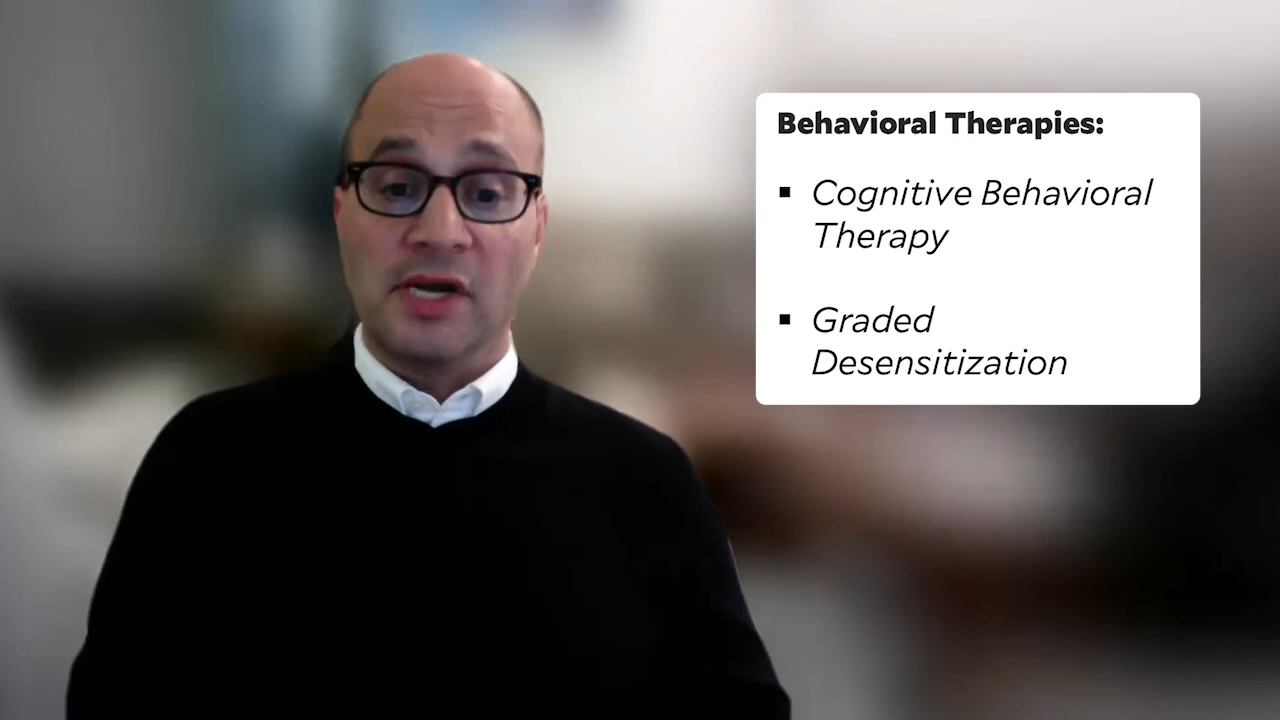 Behavioral Therapies:
▪ Cognitive Behavioral
Therapy
▪ Graded
Desensitization